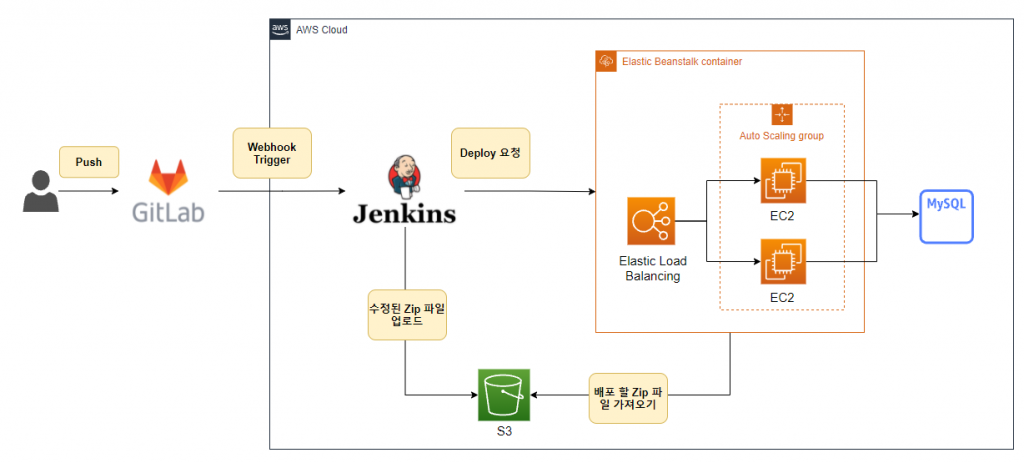 aws
AWS Cloud
Elastic Beanstalk container
Auto Scaling group
Push
Webhook
Trigger
Deploy 요청
GitLab
Jenkins
EC2
MySQL
Elastic Load
Balancing
EC2
수정된 Zip 파일
업로드
배포 할 Zip 파
일 가져오기
S3